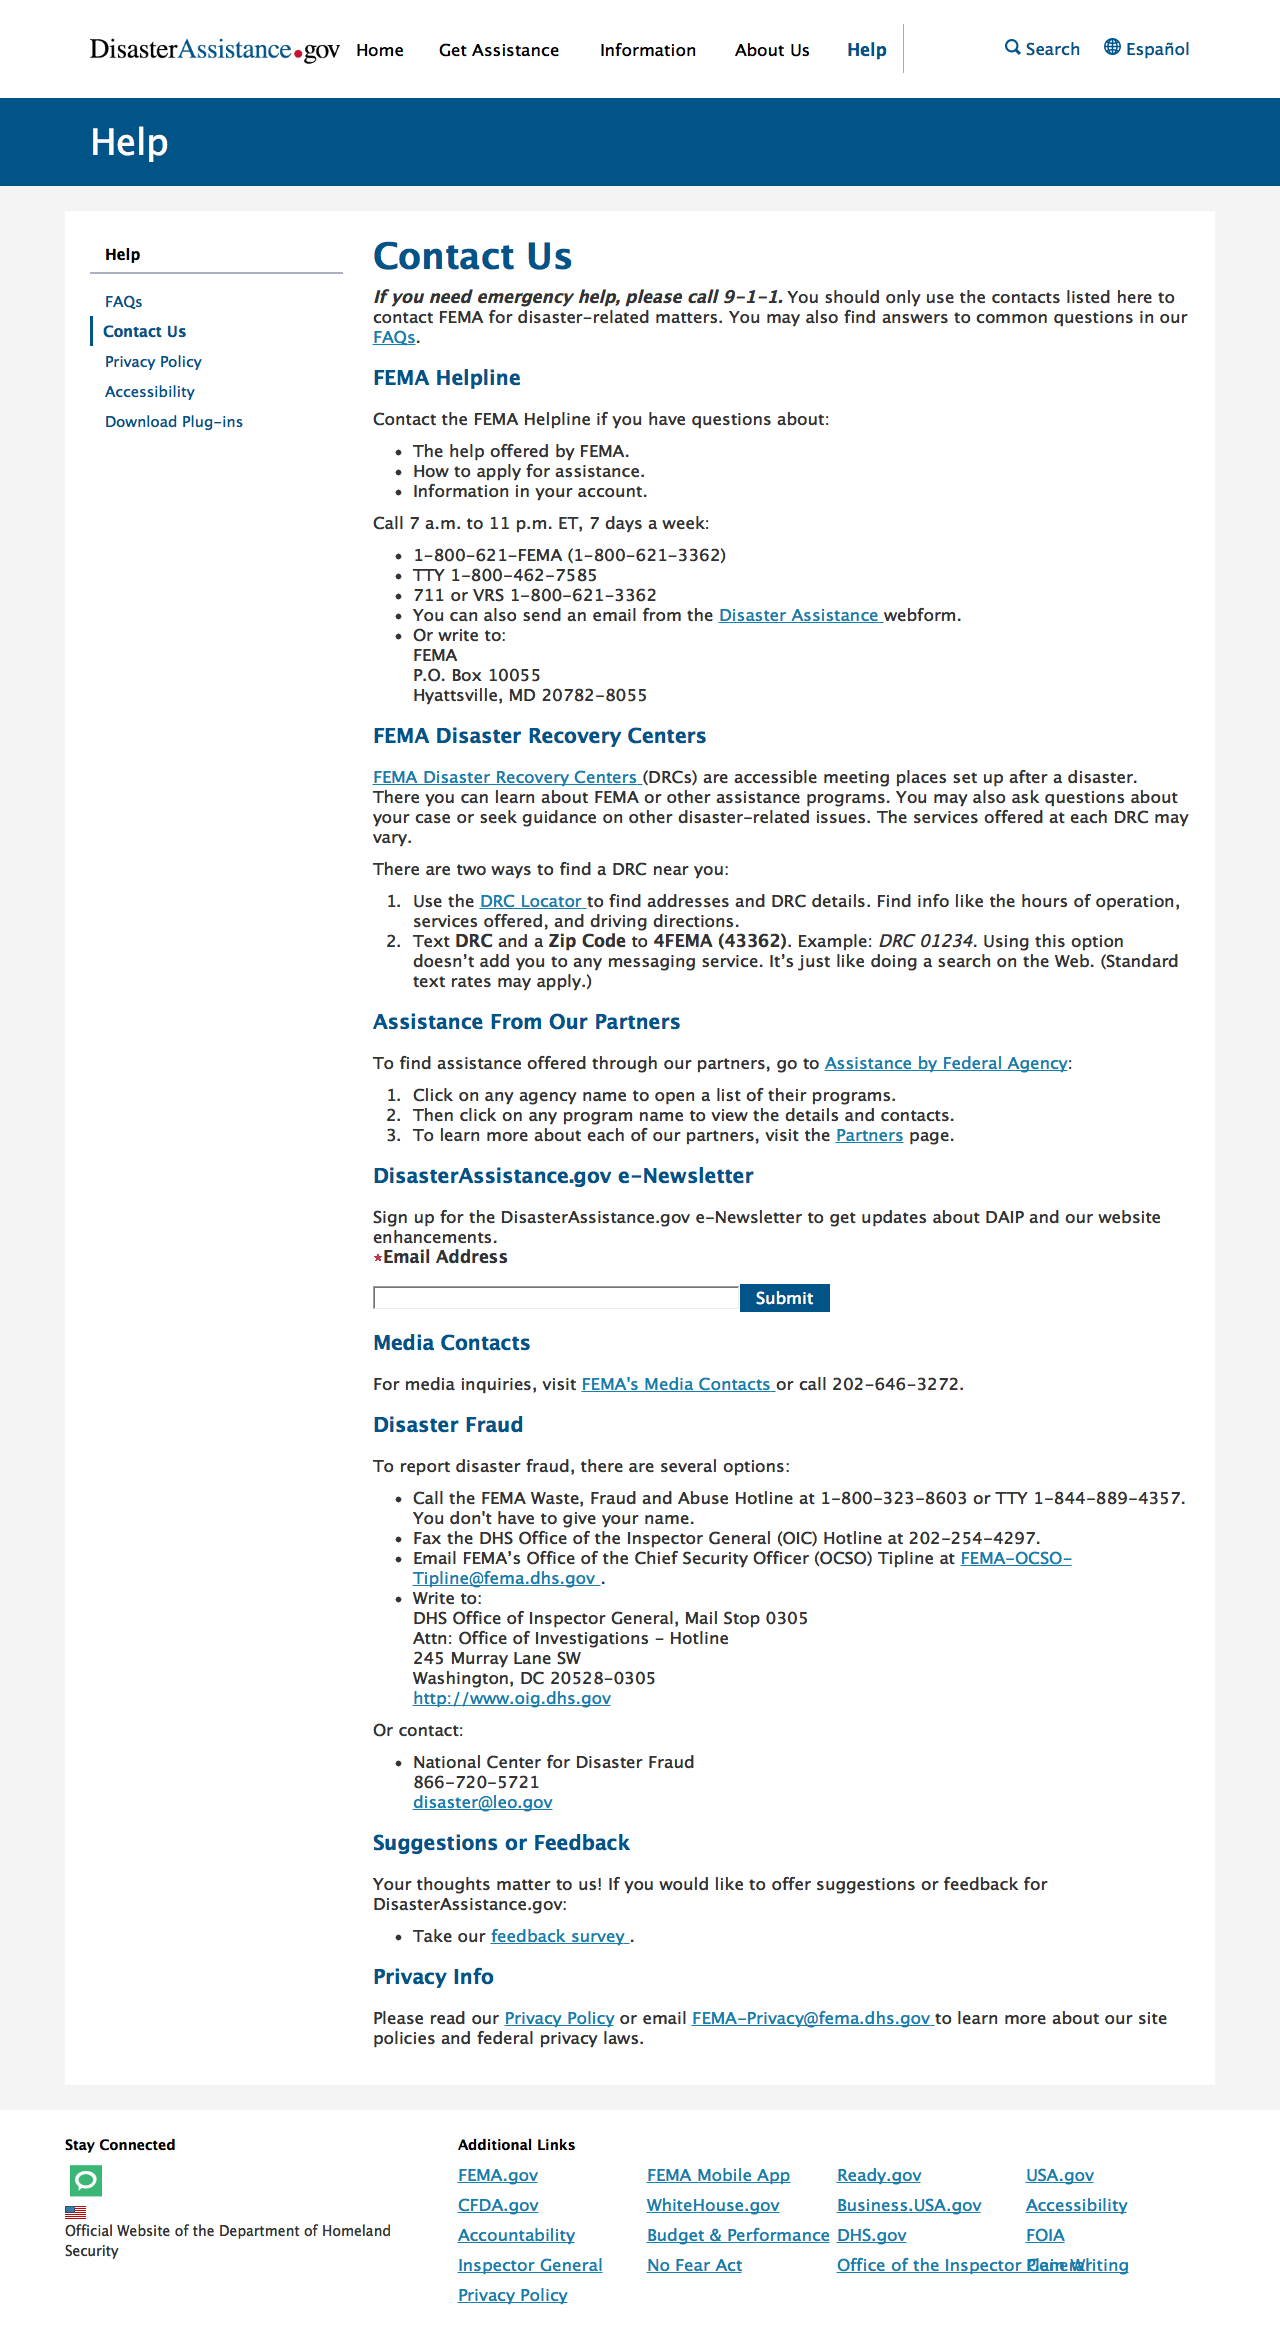 DisasterAssistance.gov Home Get Assistance Information About Us Help Search Español
Help
Help
FAQs
Contact Us
Privacy Policy
Accessibility
Download Plug-ins
Contact Us
If you need emergency help, please call 9-1-1. You should only use the contacts listed here to
contact FEMA for disaster-related matters. You may also find answers to common questions in our
FAQs.
FEMA Helpline
Contact the FEMA Helpline if you have questions about:
• The help offered by FEMA.
• How to apply for assistance.
• Information in your account.
Call 7 a.m. to 11 p.m. ET, 7 days a week:
• 1-800-621-FEMA (1-800-621-3362)
• TTY 1-800-462-7585
• 711 or VRS 1-800-621-3362
• You can also send an email from the Disaster Assistance webform.
• Or write to:
FEMA
P.O. Box 10055
Hyattsville, MD 20782-8055
FEMA Disaster Recovery Centers
FEMA Disaster Recovery Centers (DRCs) are accessible meeting places set up after a disaster.
There you can learn about FEMA or other assistance programs. You may also ask questions about
your case or seek guidance on other disaster-related issues. The services offered at each DRC may
vary.
There are two ways to find a DRC near you:
1. Use the DRC Locator to find addresses and DRC details. Find info like the hours of operation,
services offered, and driving directions.
2. Text DRC and a Zip Code to 4FEMA (43362). Example: DRC 01234. Using this option
doesn’t add you to any messaging service. It’s just like doing a search on the Web. (Standard
text rates may apply.)
Assistance From Our Partners
To find assistance offered through our partners, go to Assistance by Federal Agency:
1. Click on any agency name to open a list of their programs.
2. Then click on any program name to view the details and contacts.
3. To learn more about each of our partners, visit the Partners page.
DisasterAssistance.gov e-Newsletter
Sign up for the DisasterAssistance.gov e-Newsletter to get updates about DAIP and our website
enhancements.
*Email Address
Submit
Media Contacts
For media inquiries, visit FEMA's Media Contacts or call 202-646-3272.
Disaster Fraud
To report disaster fraud, there are several options:
• Call the FEMA Waste, Fraud and Abuse Hotline at 1-800-323-8603 or TTY 1-844-889-4357.
You don't have to give your name.
• Fax the DHS Office of the Inspector General (OIC) Hotline at 202-254-4297.
• Email FEMA’s Office of the Chief Security Officer (OCSO) Tipline at FEMA-OCSO-
Tipline@fema.dhs.gov .
• Write to:
DHS Office of Inspector General, Mail Stop 0305
Attn: Office of Investigations - Hotline
245 Murray Lane SW
Washington, DC 20528-0305
http://www.oig.dhs.gov
Or contact:
• National Center for Disaster Fraud
866-720-5721
disaster@leo.gov
Suggestions or Feedback
Your thoughts matter to us! If you would like to offer suggestions or feedback for
DisasterAssistance.gov:
• Take our feedback survey .
Privacy Info
Please read our Privacy Policy or email FEMA-Privacy@fema.dhs.gov to learn more about our site
policies and federal privacy laws.
Stay Connected
Official Website of the Department of Homeland
Security
Additional Links
FEMA.gov FEMA Mobile App Ready.gov USA.gov
CFDA.gov WhiteHouse.gov Business.USA.gov Accessibility
Accountability Budget & Performance DHS.gov FOIA
Inspector General No Fear Act Office of the Inspector General Plain Writing
Privacy Policy